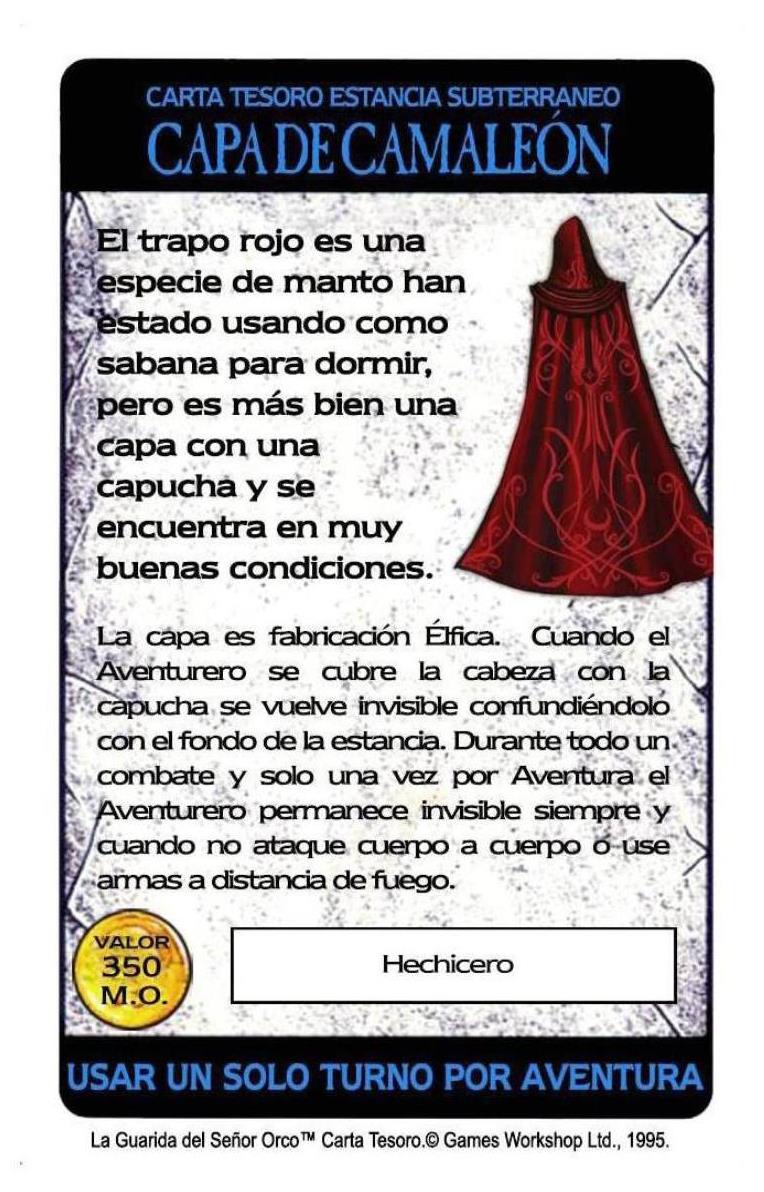 CARTA TESORO ESTANCIA SUBTERRANEO
CAPA DE CAMALEÓN
El trapo rojo es una
especie de manto han
estado usando como
sabana para dormir,
pero es más bien una
capa con una
capucha y se
encuentra en muy
buenas condiciones.
La capa es fabricación Élfica. Cuando el
Aventurero se cubre la cabeza con la
capucha se vuelve invisible confundiéndolo
con el fondo de la estancia. Durante todo un
combate y solo una vez por Aventura el
Aventurero permanece invisible siempre y
cuando no ataque cuerpo a cuerpo o use
armas a distancia de fuego.
VALOR
350
M.O.
Hechicero
USAR UN SOLO TURNO POR AVENTURA
La Guarida del Señor Orco™ Carta Tesoro.© Games Workshop Ltd., 1995.